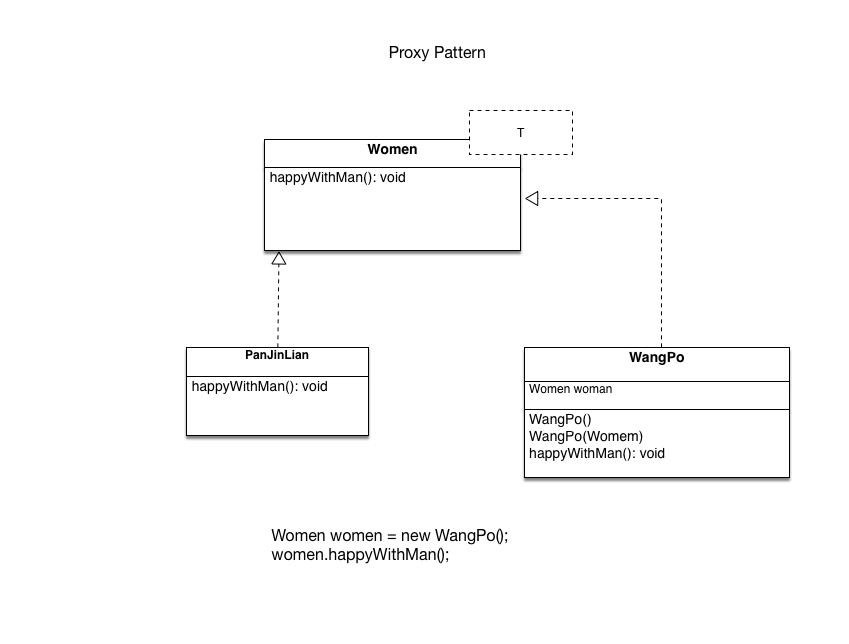 Proxy Pattern
T
Women
happyWithMan(): void
PanJinLian
happyWithMan(): void
WangPo
Women woman
WangPo()
WangPo(Womem)
happyWithMan(): void
Women women = new WangPo();
women.happyWithMan();